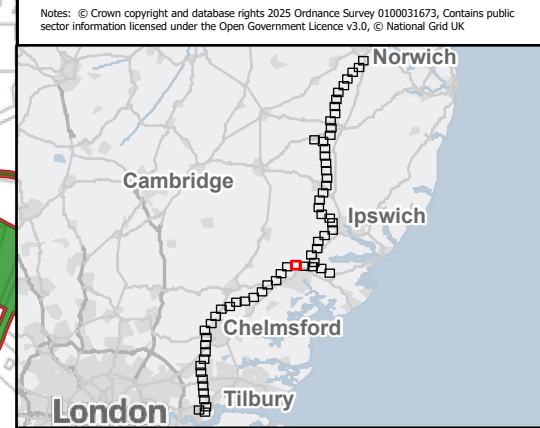 Notes: © Crown copyright and database rights 2025 Ordnance Survey 0100031673, Contains public
sector information licensed under the Open Government Licence v3.0, © National Grid UK
Norwich
Cambridge
Ipswich
Chelmsford
Tilbury
London